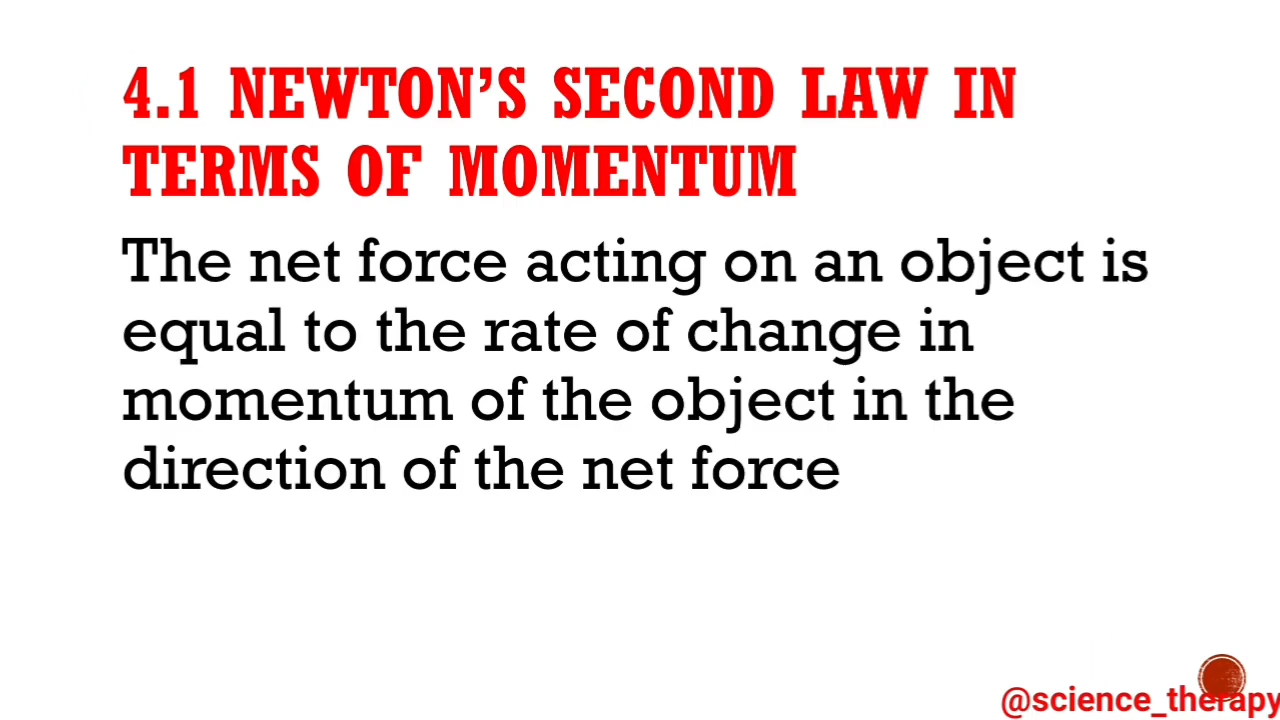 4.1 NEWTON'S SECOND LAW IN
TERMS OF MOMENTUM
The net force acting on an object is
equal to the rate of change in
momentum of the object in the
direction of the net force
@science_therapy